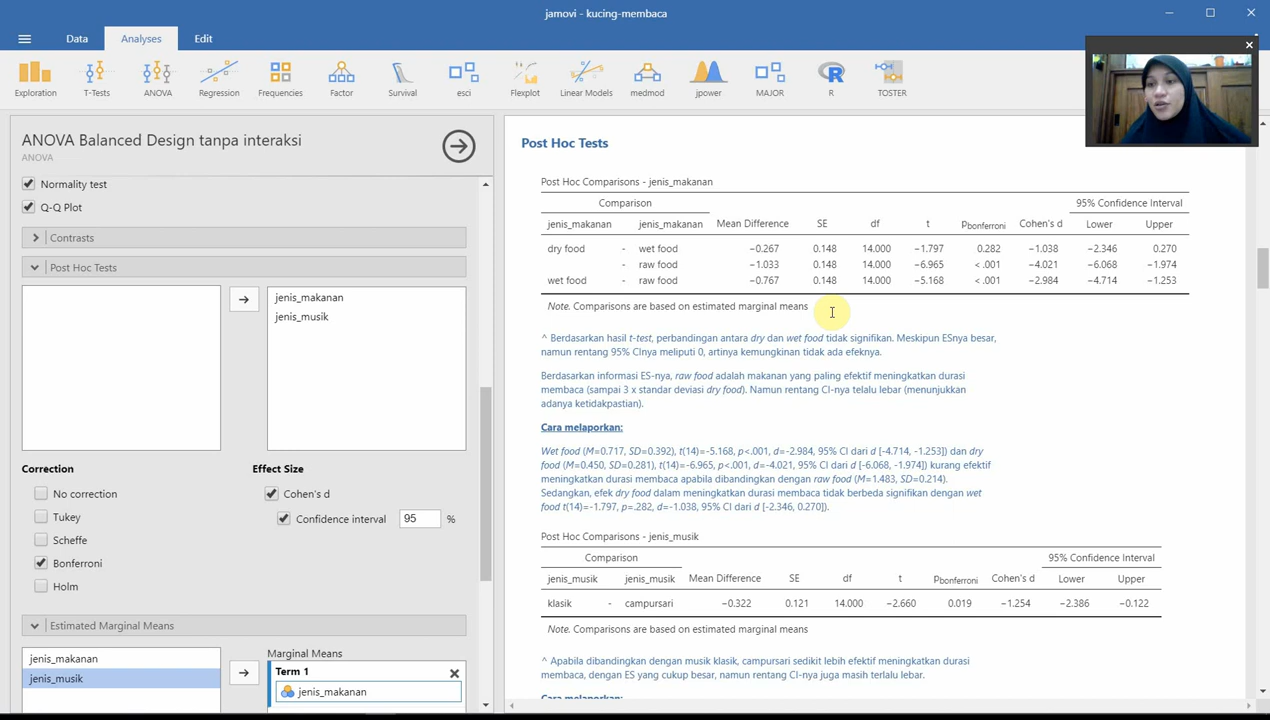 jamovi - kucing-membaca
Data Analyses Edit
Exploration T-Tests ANOVA Regression Frequencies Factor Survival esci Flexplot Linear Models medmod jpower MAJOR R TOSTER
ANOVA Balanced Design tanpa interaksi
ANOVA
Normality test
Q-Q Plot
Contrasts
Post Hoc Tests
jenis_makanan
jenis_musik
Correction
No correction
Tukey
Scheffe
Bonferroni
Holm
Effect Size
Cohen's d
Confidence interval 95 %
Estimated Marginal Means
jenis_makanan
jenis_musik
Marginal Means
Term 1
jenis_makanan
Post Hoc Tests
Post Hoc Comparisons - jenis_makanan
Comparison 95% Confidence Interval
jenis_makanan jenis_makanan Mean Difference SE df t pbonferroni Cohen's d Lower Upper
dry food - wet food −0.267 0.148 14.000 −1.797 0.282 −1.038 −2.346 0.270
- raw food −1.033 0.148 14.000 −6.965 < .001 −4.021 −6.068 −1.974
wet food - raw food −0.767 0.148 14.000 −5.168 < .001 −2.984 −4.714 −1.253
Note. Comparisons are based on estimated marginal means
^ Berdasarkan hasil t-test, perbandingan antara dry dan wet food tidak signifikan. Meskipun ESnya besar,
namun rentang 95% CInya meliputi 0, artinya kemungkinan tidak ada efeknya.
Berdasarkan informasi ES-nya, raw food adalah makanan yang paling efektif meningkatkan durasi
membaca (sampai 3 x standar deviasi dry food). Namun rentang CI-nya telalu lebar (menunjukkan
adanya ketidakpastian).
Cara melaporkan:
Wet food (M=0.717, SD=0.392), t(14)=-5.168, p<.001, d=-2.984, 95% CI dari d [-4.714, -1.253]) dan dry
food (M=0.450, SD=0.281), t(14)=-6.965, p<.001, d=-4.021, 95% CI dari d [-6.068, -1.974]) kurang efektif
meningkatkan durasi membaca apabila dibandingkan dengan raw food (M=1.483, SD=0.214).
Sedangkan, efek dry food dalam meningkatkan durasi membaca tidak berbeda signifikan dengan wet
food t(14)=-1.797, p=.282, d=-1.038, 95% CI dari d [-2.346, 0.270]).
Post Hoc Comparisons - jenis_musik
Comparison 95% Confidence Interval
jenis_musik jenis_musik Mean Difference SE df t pbonferroni Cohen's d Lower Upper
klasik - campursari −0.322 0.121 14.000 −2.660 0.019 −1.254 −2.386 −0.122
Note. Comparisons are based on estimated marginal means
^ Apabila dibandingkan dengan musik klasik, campursari sedikit lebih efektif meningkatkan durasi
membaca, dengan ES yang cukup besar, namun rentang CI-nya juga masih terlalu lebar.
Cara melaporkan: